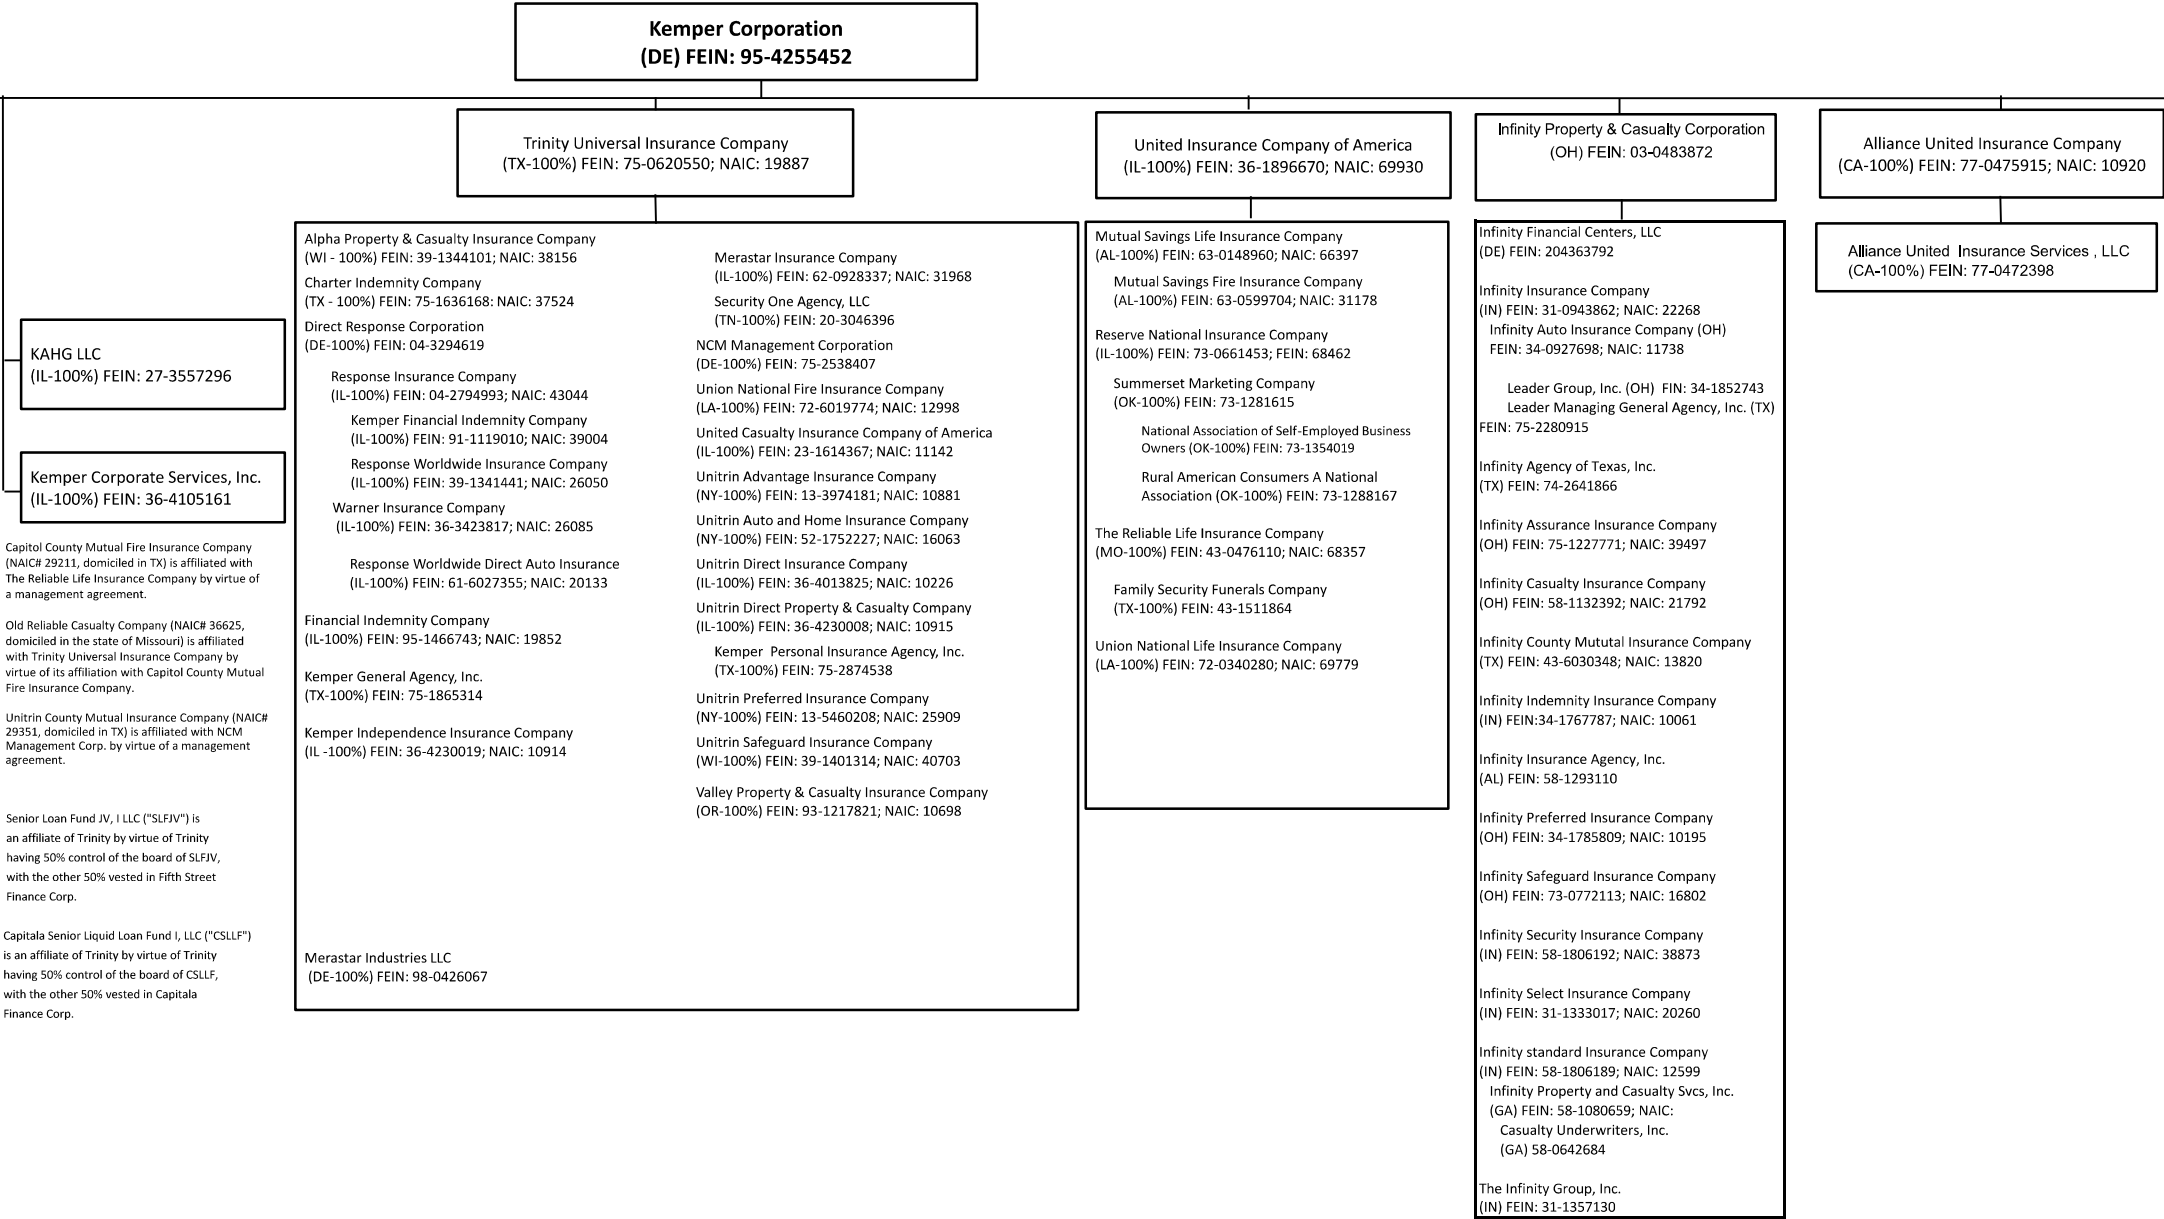 Kemper Corporation
(DE) FEIN: 95-4255452
Trinity Universal Insurance Company
(TX-100%) FEIN: 75-0620550; NAIC: 19887
United Insurance Company of America
(IL-100%) FEIN: 36-1896670; NAIC: 69930
Infinity Property & Casualty Corporation
(OH) FEIN: 03-0483872
Alliance United Insurance Company
(CA-100%) FEIN: 77-0475915; NAIC: 10920
Alliance United Insurance Services , LLC
(CA-100%) FEIN: 77-0472398
KAHG LLC
(IL-100%) FEIN: 27-3557296
Kemper Corporate Services, Inc.
(IL-100%) FEIN: 36-4105161
Capitol County Mutual Fire Insurance Company
(NAIC# 29211, domiciled in TX) is affiliated with
The Reliable Life Insurance Company by virtue of
a management agreement.
Old Reliable Casualty Company (NAIC# 36625,
domiciled in the state of Missouri) is affiliated
with Trinity Universal Insurance Company by
virtue of its affiliation with Capitol County Mutual
Fire Insurance Company.
Unitrin County Mutual Insurance Company (NAIC#
29351, domiciled in TX) is affiliated with NCM
Management Corp. by virtue of a management
agreement.
Senior Loan Fund JV, I LLC ("SLFJV") is
an affiliate of Trinity by virtue of Trinity
having 50% control of the board of SLFJV,
with the other 50% vested in Fifth Street
Finance Corp.
Capitala Senior Liquid Loan Fund I, LLC ("CSLLF")
is an affiliate of Trinity by virtue of Trinity
having 50% control of the board of CSLLF,
with the other 50% vested in Capitala
Finance Corp.
Alpha Property & Casualty Insurance Company
(WI - 100%) FEIN: 39-1344101; NAIC: 38156
Charter Indemnity Company
(TX - 100%) FEIN: 75-1636168: NAIC: 37524
Direct Response Corporation
(DE-100%) FEIN: 04-3294619
Response Insurance Company
(IL-100%) FEIN: 04-2794993; NAIC: 43044
Kemper Financial Indemnity Company
(IL-100%) FEIN: 91-1119010; NAIC: 39004
Response Worldwide Insurance Company
(IL-100%) FEIN: 39-1341441; NAIC: 26050
Warner Insurance Company
(IL-100%) FEIN: 36-3423817; NAIC: 26085
Response Worldwide Direct Auto Insurance
(IL-100%) FEIN: 61-6027355; NAIC: 20133
Financial Indemnity Company
(IL-100%) FEIN: 95-1466743; NAIC: 19852
Kemper General Agency, Inc.
(TX-100%) FEIN: 75-1865314
Kemper Independence Insurance Company
(IL -100%) FEIN: 36-4230019; NAIC: 10914
Merastar Industries LLC
(DE-100%) FEIN: 98-0426067
Merastar Insurance Company
(IL-100%) FEIN: 62-0928337; NAIC: 31968
Security One Agency, LLC
(TN-100%) FEIN: 20-3046396
NCM Management Corporation
(DE-100%) FEIN: 75-2538407
Union National Fire Insurance Company
(LA-100%) FEIN: 72-6019774; NAIC: 12998
United Casualty Insurance Company of America
(IL-100%) FEIN: 23-1614367; NAIC: 11142
Unitrin Advantage Insurance Company
(NY-100%) FEIN: 13-3974181; NAIC: 10881
Unitrin Auto and Home Insurance Company
(NY-100%) FEIN: 52-1752227; NAIC: 16063
Unitrin Direct Insurance Company
(IL-100%) FEIN: 36-4013825; NAIC: 10226
Unitrin Direct Property & Casualty Company
(IL-100%) FEIN: 36-4230008; NAIC: 10915
Kemper Personal Insurance Agency, Inc.
(TX-100%) FEIN: 75-2874538
Unitrin Preferred Insurance Company
(NY-100%) FEIN: 13-5460208; NAIC: 25909
Unitrin Safeguard Insurance Company
(WI-100%) FEIN: 39-1401314; NAIC: 40703
Valley Property & Casualty Insurance Company
(OR-100%) FEIN: 93-1217821; NAIC: 10698
Mutual Savings Life Insurance Company
(AL-100%) FEIN: 63-0148960; NAIC: 66397
Mutual Savings Fire Insurance Company
(AL-100%) FEIN: 63-0599704; NAIC: 31178
Reserve National Insurance Company
(IL-100%) FEIN: 73-0661453; FEIN: 68462
Summerset Marketing Company
(OK-100%) FEIN: 73-1281615
National Association of Self-Employed Business
Owners (OK-100%) FEIN: 73-1354019
Rural American Consumers A National
Association (OK-100%) FEIN: 73-1288167
The Reliable Life Insurance Company
(MO-100%) FEIN: 43-0476110; NAIC: 68357
Family Security Funerals Company
(TX-100%) FEIN: 43-1511864
Union National Life Insurance Company
(LA-100%) FEIN: 72-0340280; NAIC: 69779
Infinity Financial Centers, LLC
(DE) FEIN: 204363792
Infinity Insurance Company
(IN) FEIN: 31-0943862; NAIC: 22268
Infinity Auto Insurance Company (OH)
FEIN: 34-0927698; NAIC: 11738
Leader Group, Inc. (OH) FIN: 34-1852743
Leader Managing General Agency, Inc. (TX)
FEIN: 75-2280915
Infinity Agency of Texas, Inc.
(TX) FEIN: 74-2641866
Infinity Assurance Insurance Company
(OH) FEIN: 75-1227771; NAIC: 39497
Infinity Casualty Insurance Company
(OH) FEIN: 58-1132392; NAIC: 21792
Infinity County Mututal Insurance Company
(TX) FEIN: 43-6030348; NAIC: 13820
Infinity Indemnity Insurance Company
(IN) FEIN:34-1767787; NAIC: 10061
Infinity Insurance Agency, Inc.
(AL) FEIN: 58-1293110
Infinity Preferred Insurance Company
(OH) FEIN: 34-1785809; NAIC: 10195
Infinity Safeguard Insurance Company
(OH) FEIN: 73-0772113; NAIC: 16802
Infinity Security Insurance Company
(IN) FEIN: 58-1806192; NAIC: 38873
Infinity Select Insurance Company
(IN) FEIN: 31-1333017; NAIC: 20260
Infinity standard Insurance Company
(IN) FEIN: 58-1806189; NAIC: 12599
Infinity Property and Casualty Svcs, Inc.
(GA) FEIN: 58-1080659; NAIC:
Casualty Underwriters, Inc.
(GA) 58-0642684
The Infinity Group, Inc.
(IN) FEIN: 31-1357130